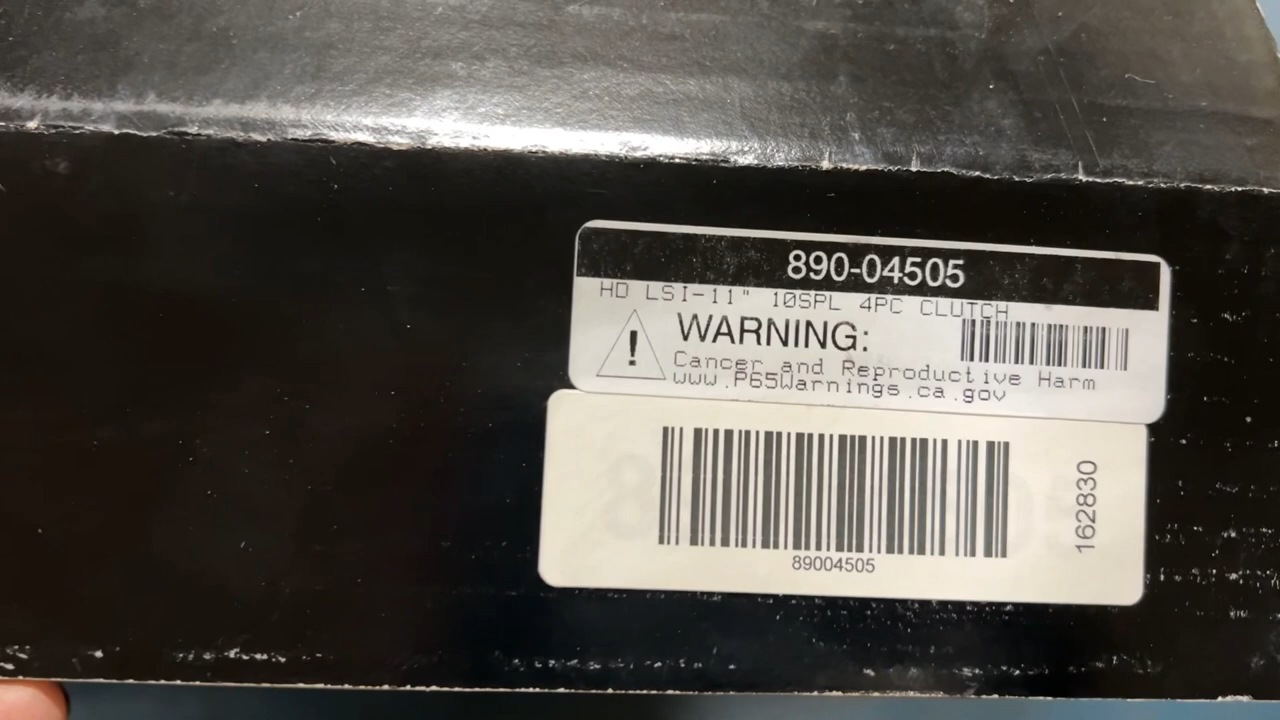 890-04505
HD LSI-11" 10SPL 4PC CLUTCH
! WARNING:
Cancer and Reproductive Harm
www.P65Warnings.ca.gov
89004505
162830